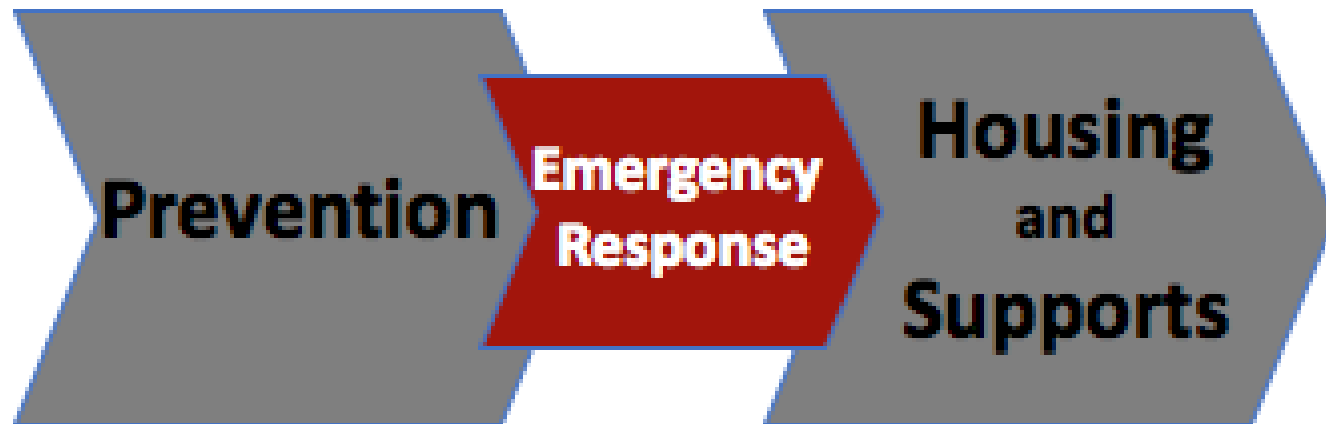 Prevention
Emergency
Response
Housing
and
Supports